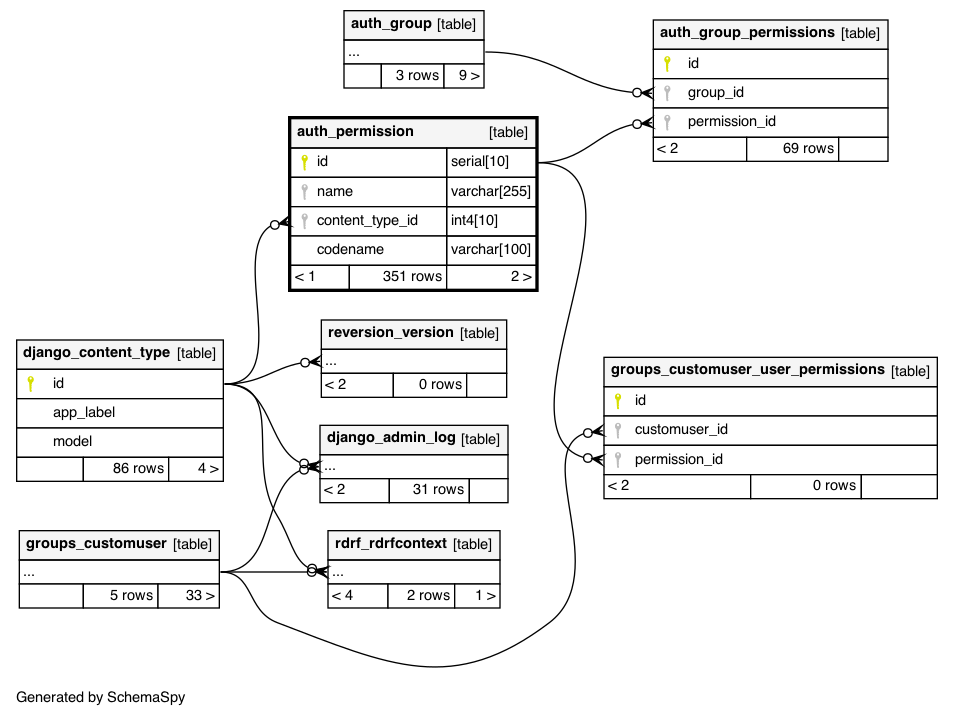 auth_group [table]
...
3 rows 9 >
auth_group_permissions [table]
id
group_id
permission_id
< 2 69 rows
auth_permission [table]
id serial[10]
name varchar[255]
content_type_id int4[10]
codename varchar[100]
< 1 351 rows 2 >
reversion_version [table]
...
< 2 0 rows
django_content_type [table]
id
app_label
model
86 rows 4 >
groups_customuser_user_permissions [table]
id
customuser_id
permission_id
< 2 0 rows
django_admin_log [table]
...
< 2 31 rows
groups_customuser [table]
...
5 rows 33 >
rdrf_rdrfcontext [table]
...
< 4 2 rows 1 >
Generated by SchemaSpy